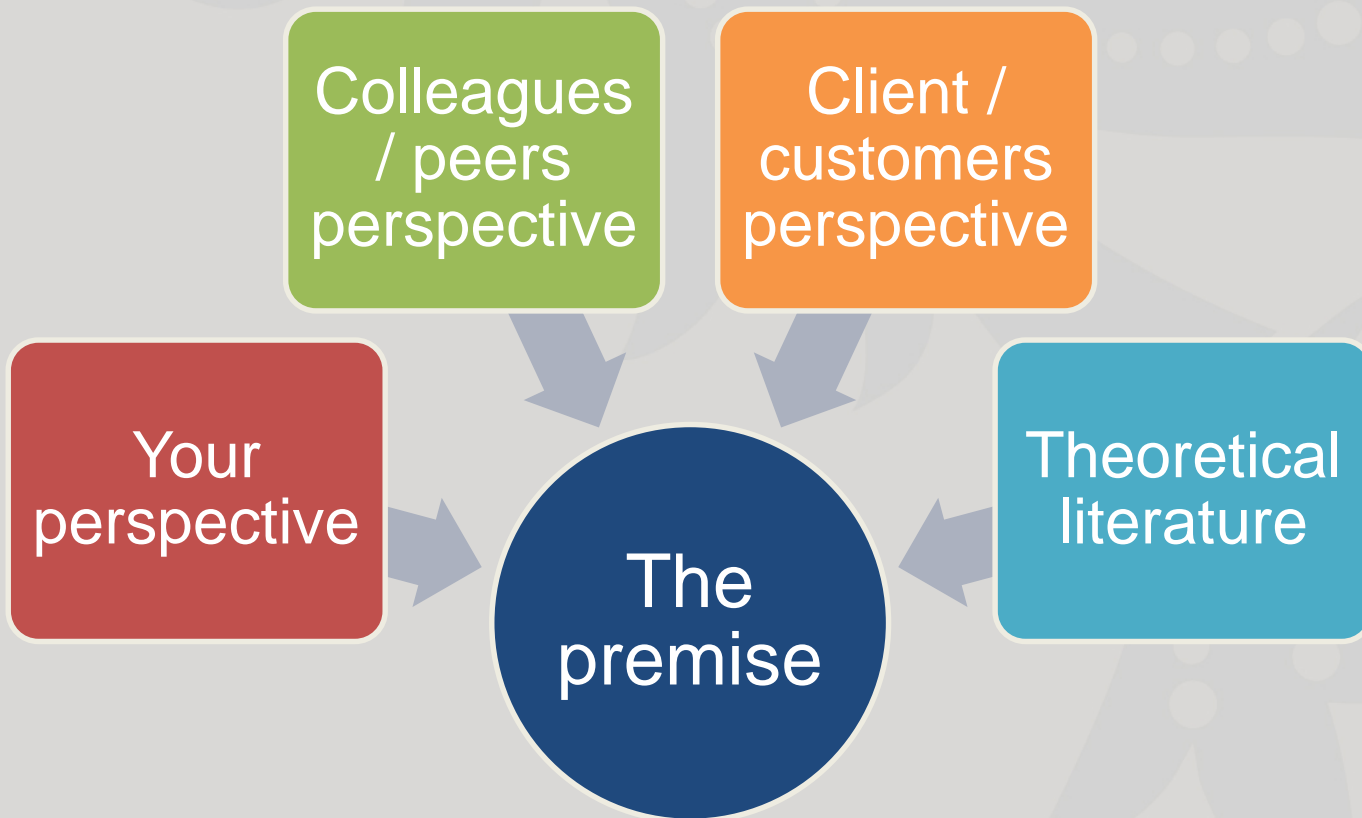 Colleagues
/ peers
perspective
Client /
customers
perspective
Your
perspective
Theoretical
literature
The
premise